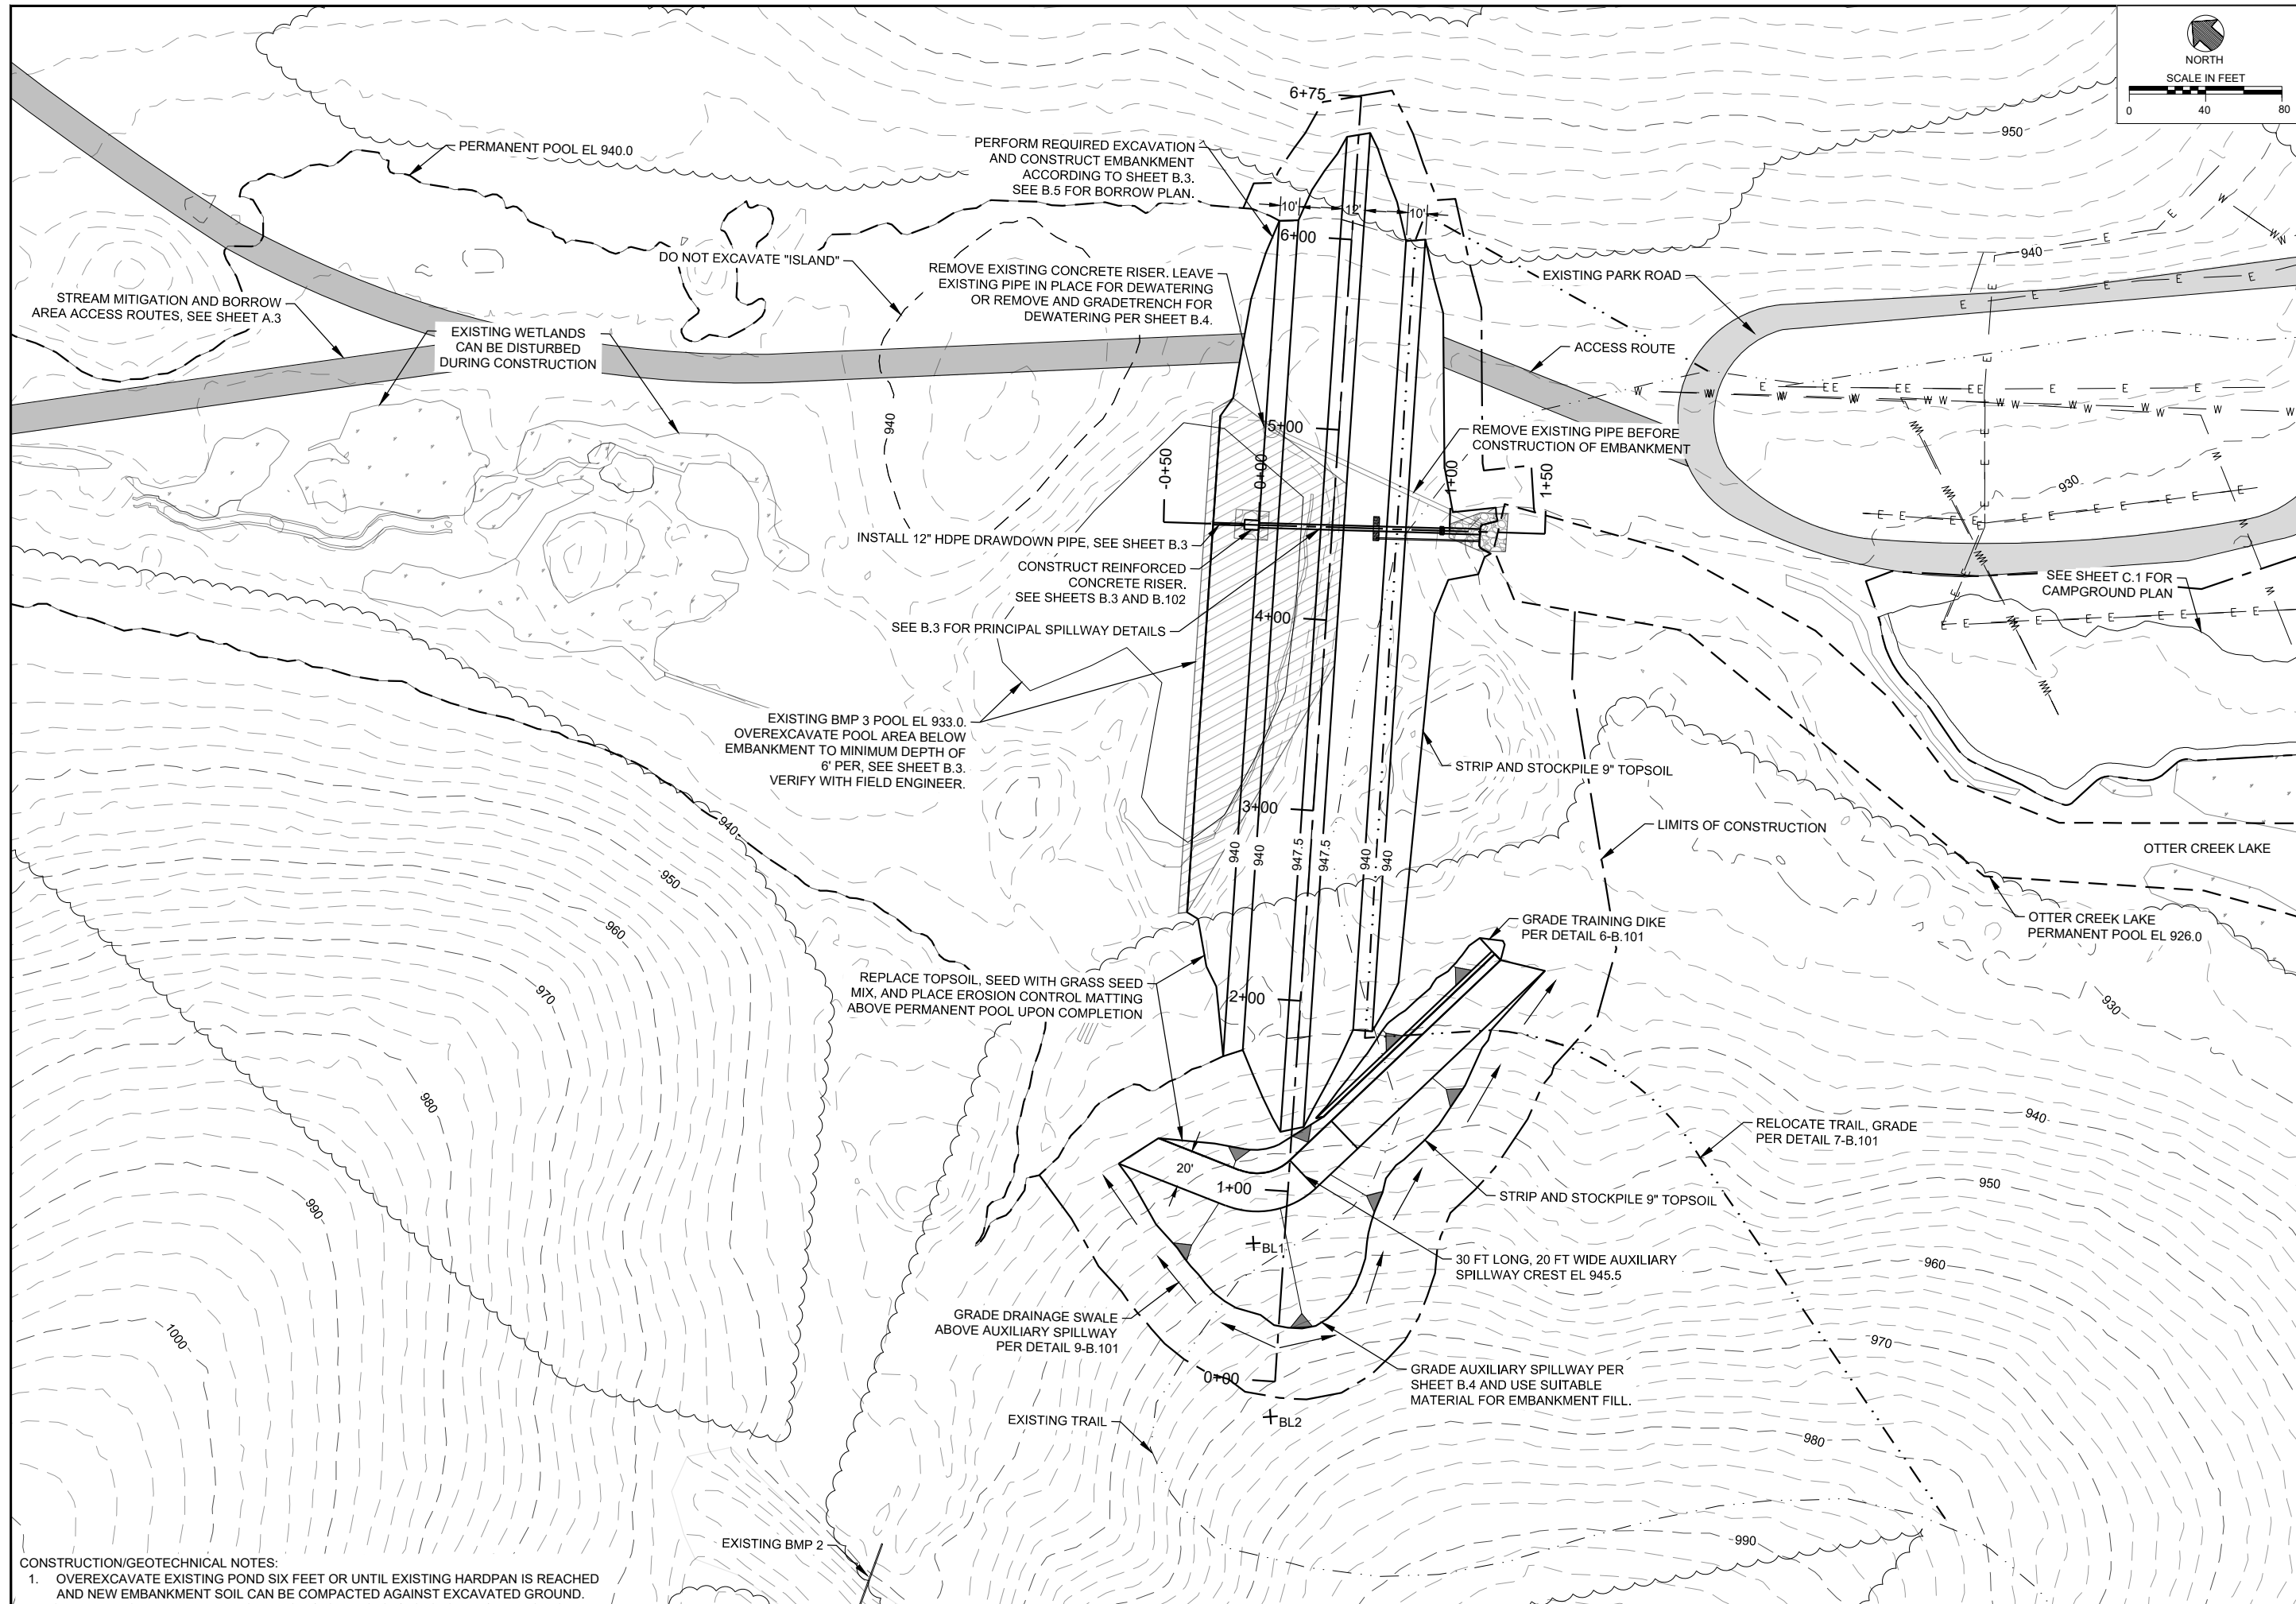 NORTH
SCALE IN FEET
0 40 80
6+75
950
PERMANENT POOL EL 940.0
PERFORM REQUIRED EXCAVATION
AND CONSTRUCT EMBANKMENT
ACCORDING TO SHEET B.3.
SEE B.5 FOR BORROW PLAN.
10'
12'
10'
6+00
940
DO NOT EXCAVATE "ISLAND"
REMOVE EXISTING CONCRETE RISER. LEAVE
EXISTING PIPE IN PLACE FOR DEWATERING
OR REMOVE AND GRADETRENCH FOR
DEWATERING PER SHEET B.4.
EXISTING PARK ROAD
STREAM MITIGATION AND BORROW
AREA ACCESS ROUTES, SEE SHEET A.3
EXISTING WETLANDS
CAN BE DISTURBED
DURING CONSTRUCTION
ACCESS ROUTE
940
5+00
REMOVE EXISTING PIPE BEFORE
CONSTRUCTION OF EMBANKMENT
-0+50
0+00
1+00
1+50
930
INSTALL 12" HDPE DRAWDOWN PIPE, SEE SHEET B.3
CONSTRUCT REINFORCED
CONCRETE RISER.
SEE SHEETS B.3 AND B.102
SEE SHEET C.1 FOR
CAMPGROUND PLAN
4+00
SEE B.3 FOR PRINCIPAL SPILLWAY DETAILS
EXISTING BMP 3 POOL EL 933.0.
OVEREXCAVATE POOL AREA BELOW
EMBANKMENT TO MINIMUM DEPTH OF
6' PER, SEE SHEET B.3.
VERIFY WITH FIELD ENGINEER.
STRIP AND STOCKPILE 9" TOPSOIL
3+00
940
940
940
947.5
947.5
940
940
LIMITS OF CONSTRUCTION
OTTER CREEK LAKE
950
960
GRADE TRAINING DIKE
PER DETAIL 6-B.101
OTTER CREEK LAKE
PERMANENT POOL EL 926.0
970
REPLACE TOPSOIL, SEED WITH GRASS SEED
MIX, AND PLACE EROSION CONTROL MATTING
ABOVE PERMANENT POOL UPON COMPLETION
2+00
930
980
940
RELOCATE TRAIL, GRADE
PER DETAIL 7-B.101
20'
1+00
950
STRIP AND STOCKPILE 9" TOPSOIL
990
BL1
30 FT LONG, 20 FT WIDE AUXILIARY
SPILLWAY CREST EL 945.5
960
GRADE DRAINAGE SWALE
ABOVE AUXILIARY SPILLWAY
PER DETAIL 9-B.101
1000
970
0+00
GRADE AUXILIARY SPILLWAY PER
SHEET B.4 AND USE SUITABLE
MATERIAL FOR EMBANKMENT FILL.
EXISTING TRAIL
BL2
980
EXISTING BMP 2
990
CONSTRUCTION/GEOTECHNICAL NOTES:
1. OVEREXCAVATE EXISTING POND SIX FEET OR UNTIL EXISTING HARDPAN IS REACHED
AND NEW EMBANKMENT SOIL CAN BE COMPACTED AGAINST EXCAVATED GROUND.